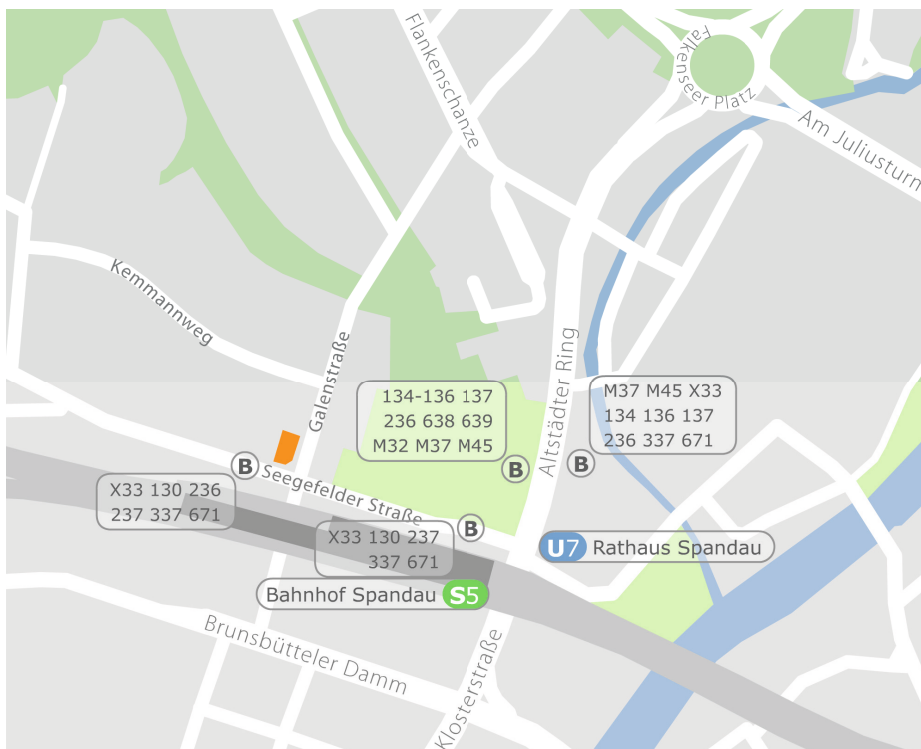 Flankenschanze
Falkenseer Platz
Am Juliusturm
Kemmannweg
Galenstraße
Altstädter Ring
134-136 137
236 638 639
M32 M37 M45
M37 M45 X33
134 136 137
236 337 671
B
B
B
Seegefelder Straße
X33 130 236
237 337 671
B
X33 130 237
337 671
U7 Rathaus Spandau
Bahnhof Spandau S5
Brunsbütteler Damm
Klosterstraße